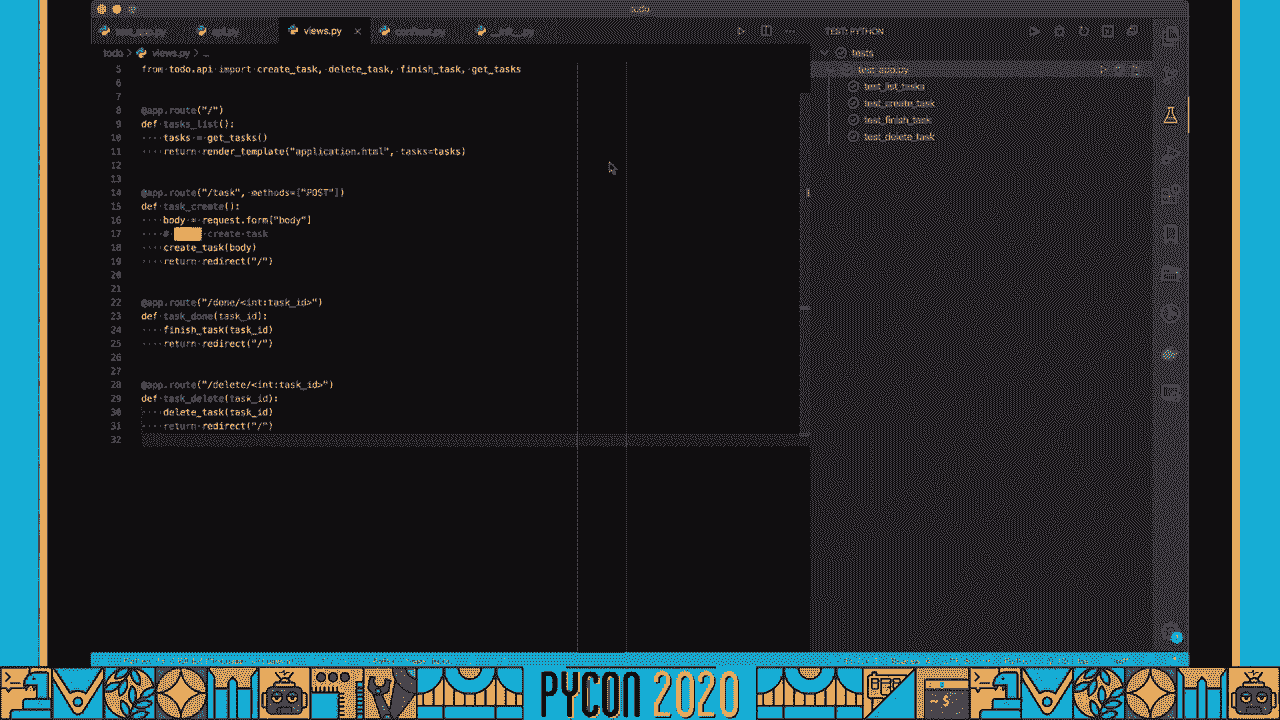 todo
test_app.py api.py views.py conftest.py __init__.py
TEST: PYTHON
todo > views.py > ...
5 from todo.api import create_task, delete_task, finish_task, get_tasks
6
7
8 @app.route("/")
9 def tasks_list():
10 tasks = get_tasks()
11 return render_template("application.html", tasks=tasks)
12
13
14 @app.route("/task", methods=["POST"])
15 def task_create():
16 body = request.form["body"]
17 # create task
18 create_task(body)
19 return redirect("/")
20
21
22 @app.route("/done/<int:task_id>")
23 def task_done(task_id):
24 finish_task(task_id)
25 return redirect("/")
26
27
28 @app.route("/delete/<int:task_id>")
29 def task_delete(task_id):
30 delete_task(task_id)
31 return redirect("/")
32
tests
test_app.py
test_list_tasks
test_create_task
test_finish_task
test_delete_task
PYCON 2020